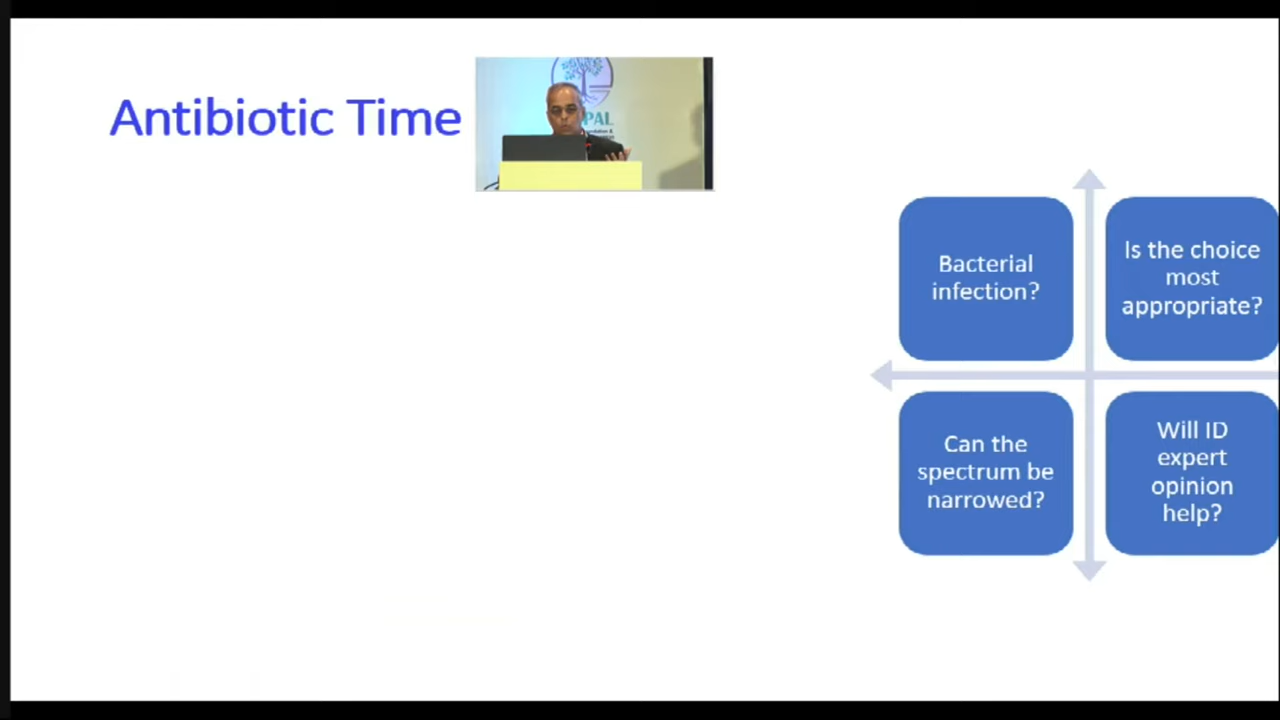 Antibiotic Time
PAL
Bacterial
infection?
Is the choice
most
appropriate?
Can the
spectrum be
narrowed?
Will ID
expert
opinion
help?